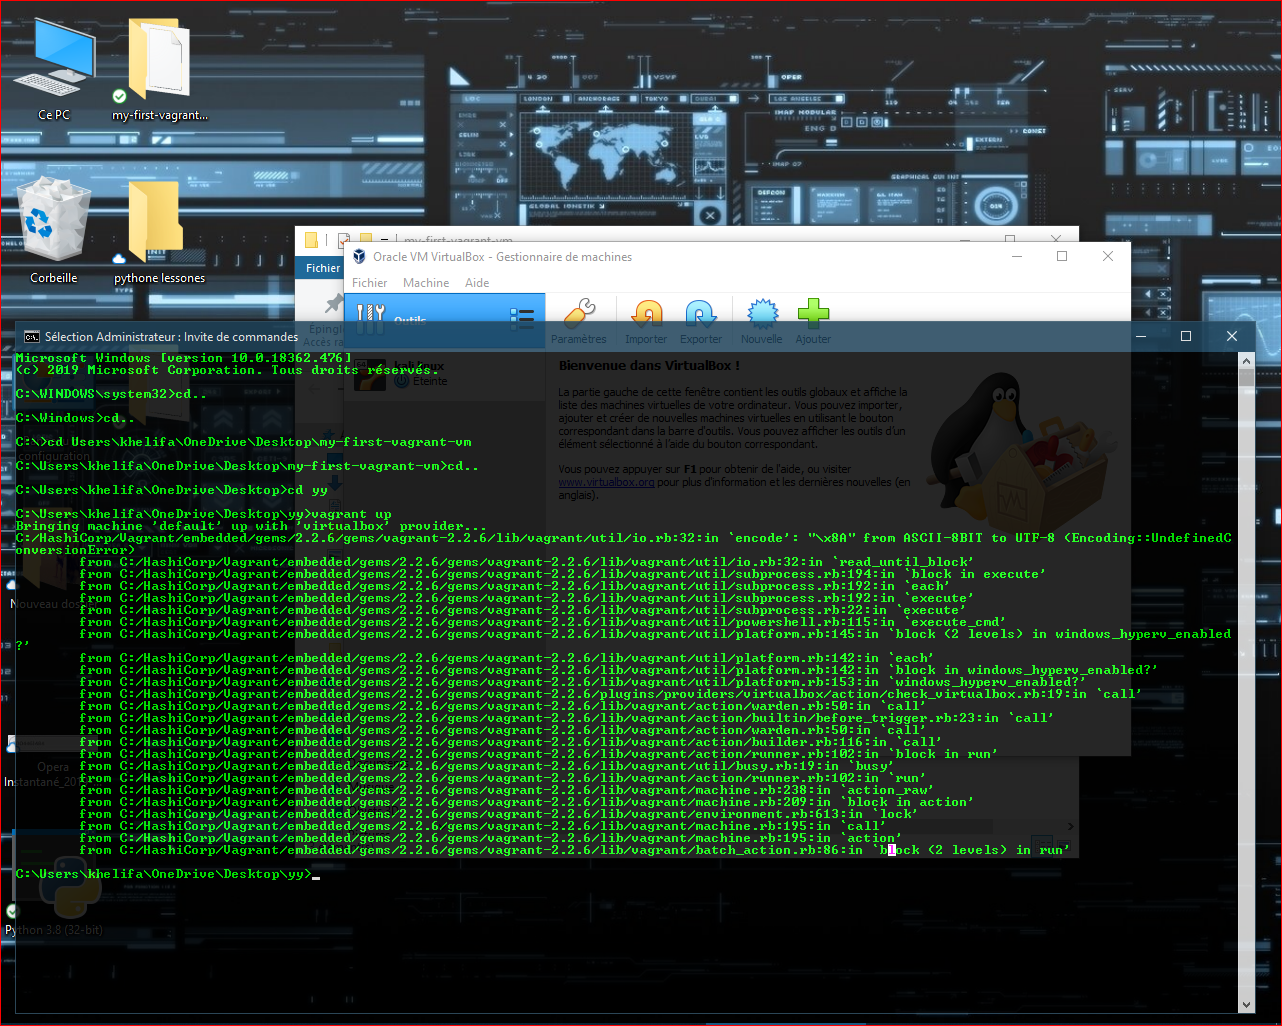 Ce PC
my-first-vagrant...
Corbeille
pythone lessones
LONDON
TOKYO
LOS ANGELES
OPER
MAP MODULAR
ENG D
MAP 07
DEFCON
GRAPHICAL GUI INIT
my-first-vagrant-vm
Fichier
Épingl
Accès ra
Oracle VM VirtualBox - Gestionnaire de machines
Fichier Machine Aide
Outils
Paramètres Importer Exporter Nouvelle Ajouter
Éteinte
Bienvenue dans VirtualBox !
La partie gauche de cette fenêtre contient les outils globaux et affiche la
liste des machines virtuelles de votre ordinateur. Vous pouvez importer,
ajouter et créer de nouvelles machines virtuelles en utilisant le bouton
correspondant dans la barre d'outils. Vous pouvez afficher les outils d'un
élément sélectionné à l'aide du bouton correspondant.
Vous pouvez appuyer sur F1 pour obtenir de l'aide, ou visiter
www.virtualbox.org pour plus d'information et les dernières nouvelles (en
anglais).
Sélection Administrateur : Invite de commandes
Microsoft Windows [version 10.0.18362.476]
(c) 2019 Microsoft Corporation. Tous droits réservés.
C:\WINDOWS\system32>cd..
C:\Windows>cd..
C:\>cd Users\khelifa\OneDrive\Desktop\my-first-vagrant-vm
C:\Users\khelifa\OneDrive\Desktop\my-first-vagrant-vm>cd..
C:\Users\khelifa\OneDrive\Desktop>cd yy
C:\Users\khelifa\OneDrive\Desktop\yy>vagrant up
Bringing machine 'default' up with 'virtualbox' provider...
C:/HashiCorp/Vagrant/embedded/gems/2.2.6/gems/vagrant-2.2.6/lib/vagrant/util/io.rb:32:in `encode': "\x8A" from ASCII-8BIT to UTF-8 (Encoding::UndefinedC
onversionError)
from C:/HashiCorp/Vagrant/embedded/gems/2.2.6/gems/vagrant-2.2.6/lib/vagrant/util/io.rb:32:in `read_until_block'
from C:/HashiCorp/Vagrant/embedded/gems/2.2.6/gems/vagrant-2.2.6/lib/vagrant/util/subprocess.rb:194:in `block in execute'
from C:/HashiCorp/Vagrant/embedded/gems/2.2.6/gems/vagrant-2.2.6/lib/vagrant/util/subprocess.rb:192:in `each'
from C:/HashiCorp/Vagrant/embedded/gems/2.2.6/gems/vagrant-2.2.6/lib/vagrant/util/subprocess.rb:192:in `execute'
from C:/HashiCorp/Vagrant/embedded/gems/2.2.6/gems/vagrant-2.2.6/lib/vagrant/util/subprocess.rb:22:in `execute'
from C:/HashiCorp/Vagrant/embedded/gems/2.2.6/gems/vagrant-2.2.6/lib/vagrant/util/powershell.rb:115:in `execute_cmd'
from C:/HashiCorp/Vagrant/embedded/gems/2.2.6/gems/vagrant-2.2.6/lib/vagrant/util/platform.rb:145:in `block (2 levels) in windows_hyperv_enabled
?'
from C:/HashiCorp/Vagrant/embedded/gems/2.2.6/gems/vagrant-2.2.6/lib/vagrant/util/platform.rb:142:in `each'
from C:/HashiCorp/Vagrant/embedded/gems/2.2.6/gems/vagrant-2.2.6/lib/vagrant/util/platform.rb:142:in `block in windows_hyperv_enabled?'
from C:/HashiCorp/Vagrant/embedded/gems/2.2.6/gems/vagrant-2.2.6/lib/vagrant/util/platform.rb:153:in `windows_hyperv_enabled?'
from C:/HashiCorp/Vagrant/embedded/gems/2.2.6/gems/vagrant-2.2.6/plugins/providers/virtualbox/action/check_virtualbox.rb:19:in `call'
from C:/HashiCorp/Vagrant/embedded/gems/2.2.6/gems/vagrant-2.2.6/lib/vagrant/action/warden.rb:50:in `call'
from C:/HashiCorp/Vagrant/embedded/gems/2.2.6/gems/vagrant-2.2.6/lib/vagrant/action/builtin/before_trigger.rb:23:in `call'
from C:/HashiCorp/Vagrant/embedded/gems/2.2.6/gems/vagrant-2.2.6/lib/vagrant/action/warden.rb:50:in `call'
from C:/HashiCorp/Vagrant/embedded/gems/2.2.6/gems/vagrant-2.2.6/lib/vagrant/action/builder.rb:116:in `call'
from C:/HashiCorp/Vagrant/embedded/gems/2.2.6/gems/vagrant-2.2.6/lib/vagrant/action/runner.rb:102:in `block in run'
from C:/HashiCorp/Vagrant/embedded/gems/2.2.6/gems/vagrant-2.2.6/lib/vagrant/util/busy.rb:19:in `busy'
from C:/HashiCorp/Vagrant/embedded/gems/2.2.6/gems/vagrant-2.2.6/lib/vagrant/action/runner.rb:102:in `run'
from C:/HashiCorp/Vagrant/embedded/gems/2.2.6/gems/vagrant-2.2.6/lib/vagrant/machine.rb:238:in `action_raw'
from C:/HashiCorp/Vagrant/embedded/gems/2.2.6/gems/vagrant-2.2.6/lib/vagrant/machine.rb:209:in `block in action'
from C:/HashiCorp/Vagrant/embedded/gems/2.2.6/gems/vagrant-2.2.6/lib/vagrant/environment.rb:613:in `lock'
from C:/HashiCorp/Vagrant/embedded/gems/2.2.6/gems/vagrant-2.2.6/lib/vagrant/machine.rb:195:in `call'
from C:/HashiCorp/Vagrant/embedded/gems/2.2.6/gems/vagrant-2.2.6/lib/vagrant/machine.rb:195:in `action'
from C:/HashiCorp/Vagrant/embedded/gems/2.2.6/gems/vagrant-2.2.6/lib/vagrant/batch_action.rb:86:in `block (2 levels) in run'
C:\Users\khelifa\OneDrive\Desktop\yy>
configuration
Nouveau dossier
Opera
Instantané_20
Python 3.8 (32-bit)